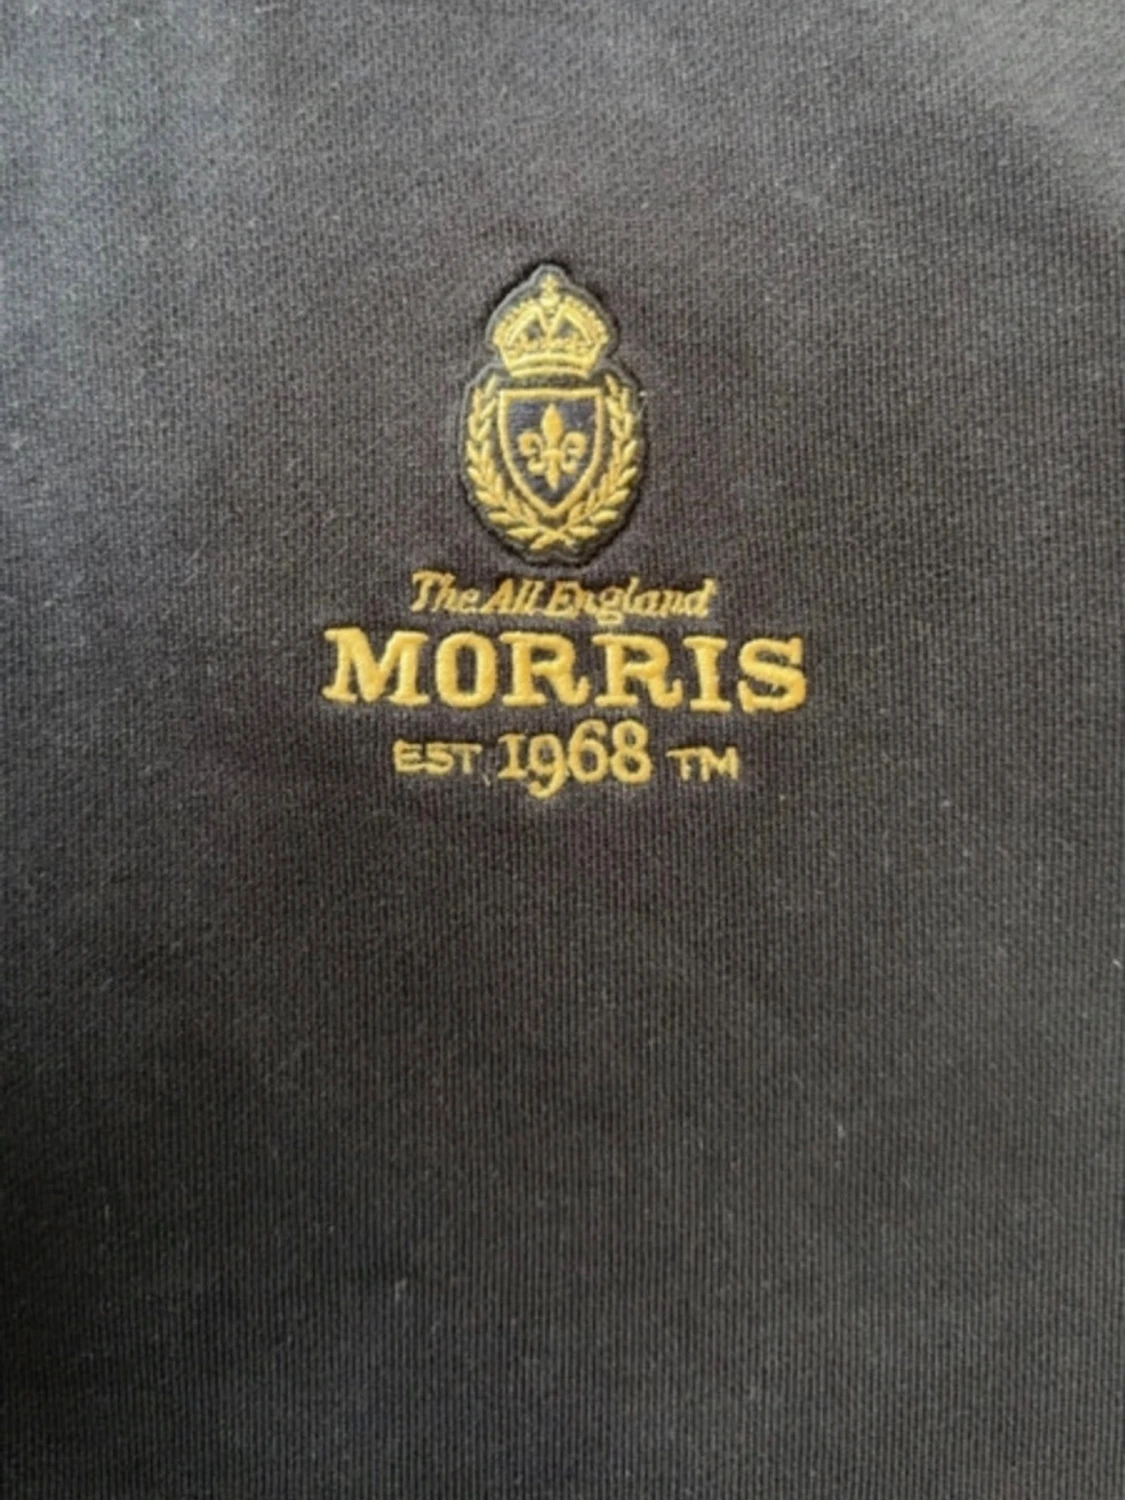 The All England
MORRIS
EST. 1968 TM